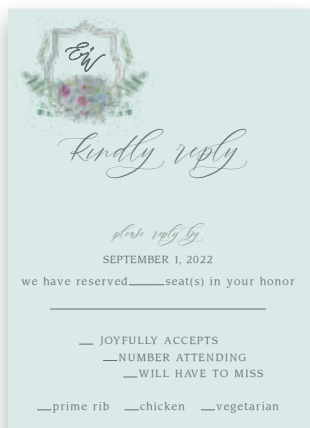 E&W
kindly reply
please reply by
SEPTEMBER 1, 2022
we have reserved______seat(s) in your honor
__ JOYFULLY ACCEPTS
__NUMBER ATTENDING
__WILL HAVE TO MISS
__prime rib __chicken __vegetarian